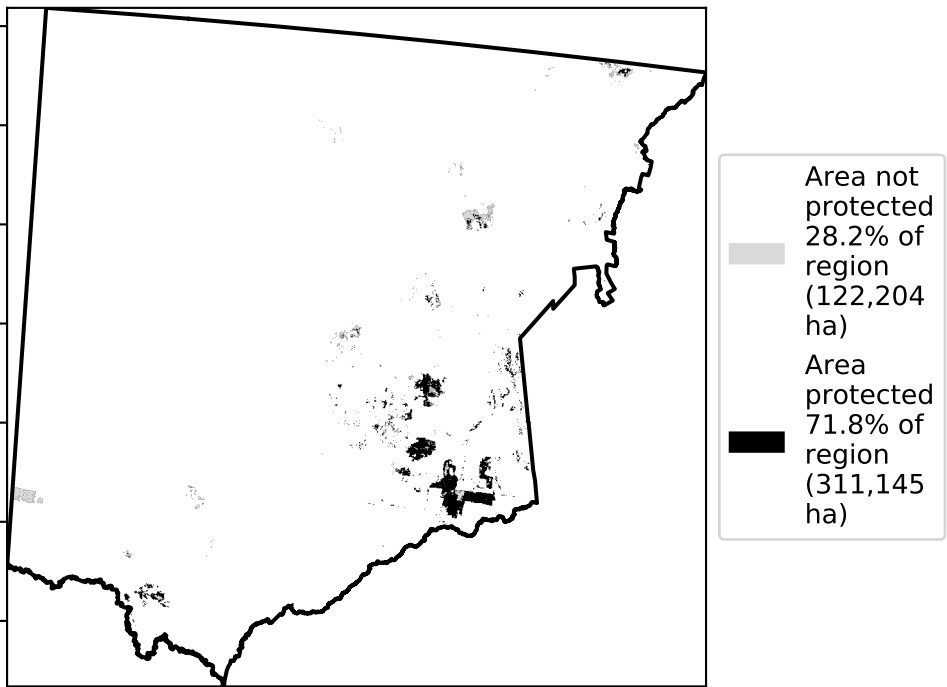 Area not
protected
28.2% of
region
(122,204
ha)
Area
protected
71.8% of
region
(311,145
ha)